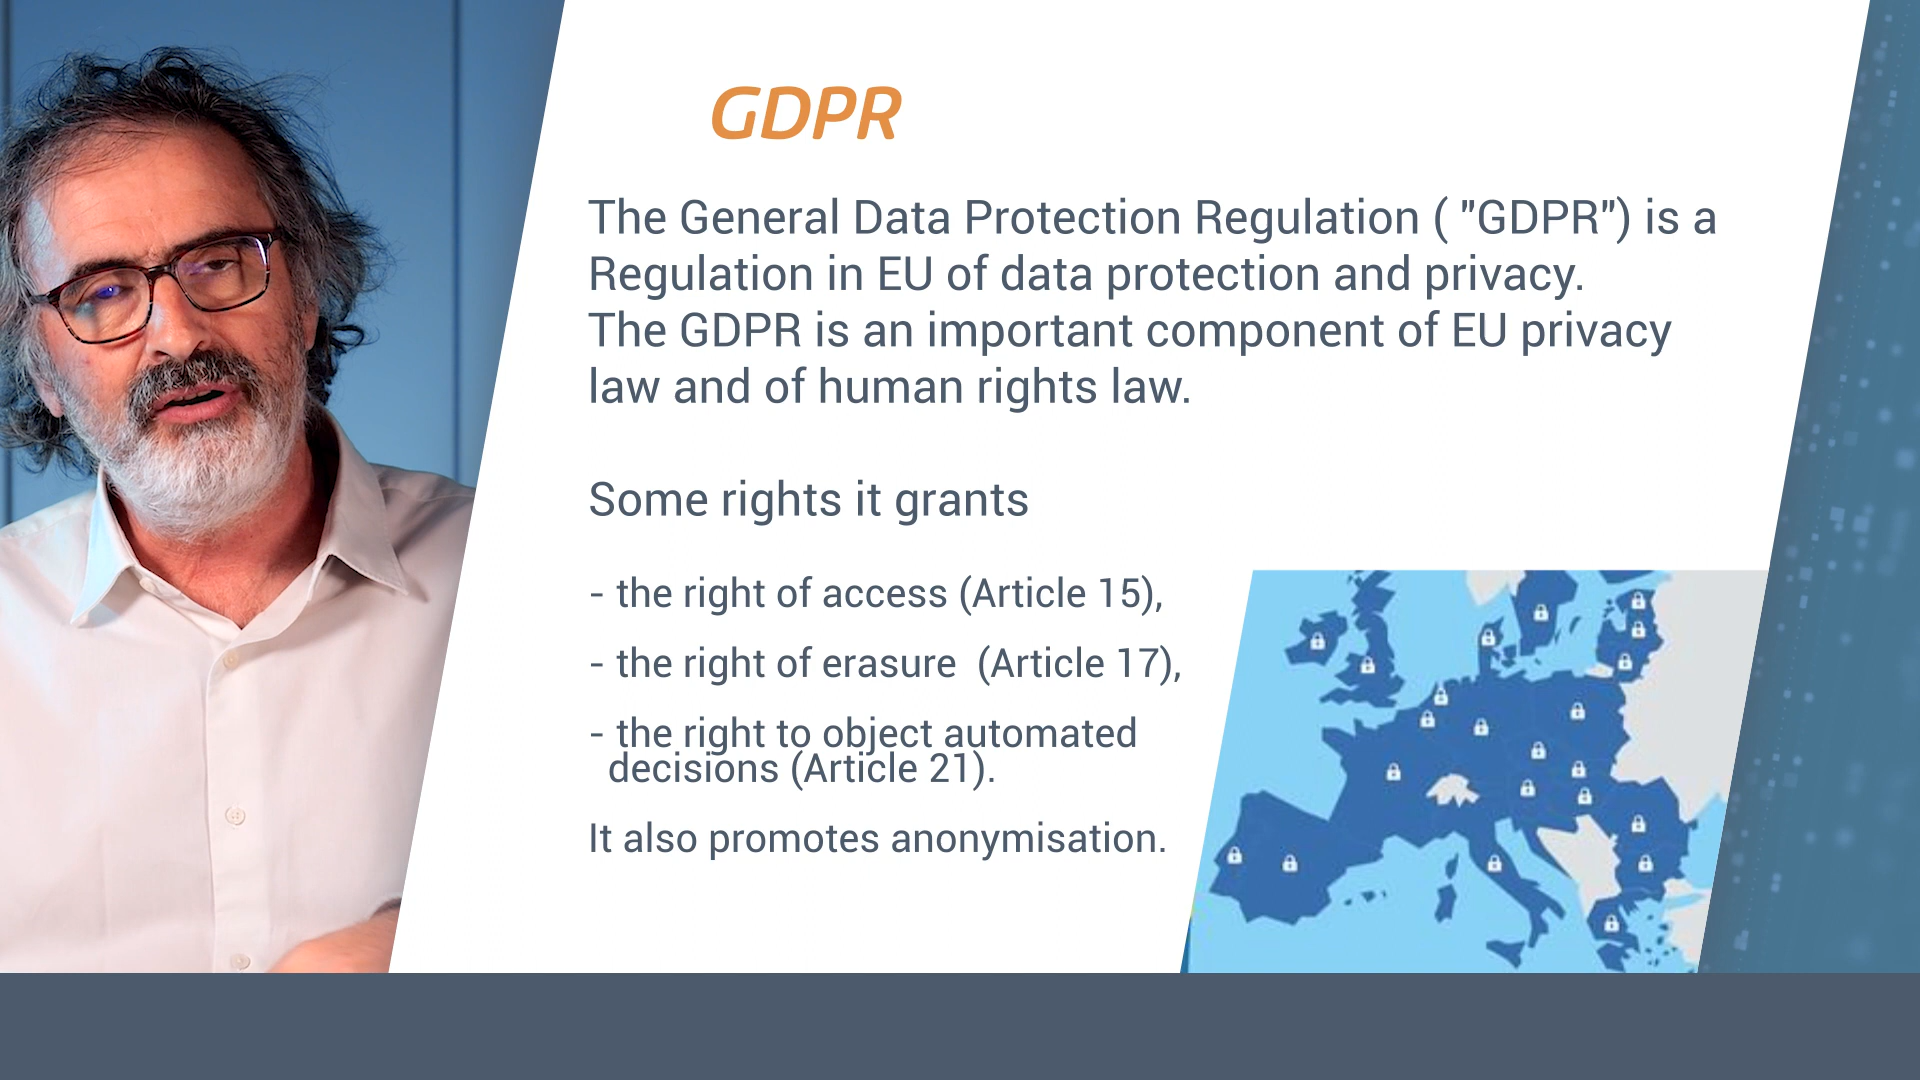 GDPR
The General Data Protection Regulation ( "GDPR") is a
Regulation in EU of data protection and privacy.
The GDPR is an important component of EU privacy
law and of human rights law.
Some rights it grants
- the right of access (Article 15),
- the right of erasure  (Article 17),
- the right to object automated
decisions (Article 21).
It also promotes anonymisation.